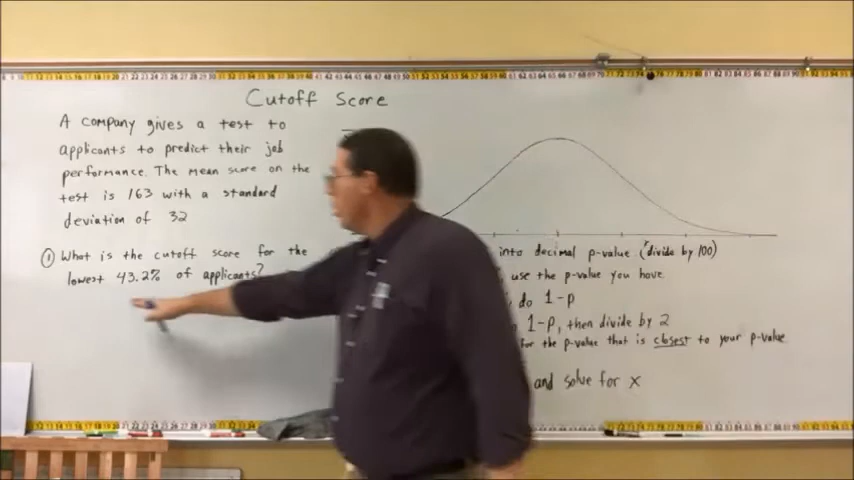 Cutoff Score
A company gives a test to
applicants to predict their job
performance. The mean score on the
test is 163 with a standard
deviation of 32
① What is the cutoff score for the
lowest 43.2% of applicants?
into decimal p-value (divide by 100)
use the p-value you have
do 1-p
1-p, then divide by 2
for the p-value that is closest to your p-value
and solve for x